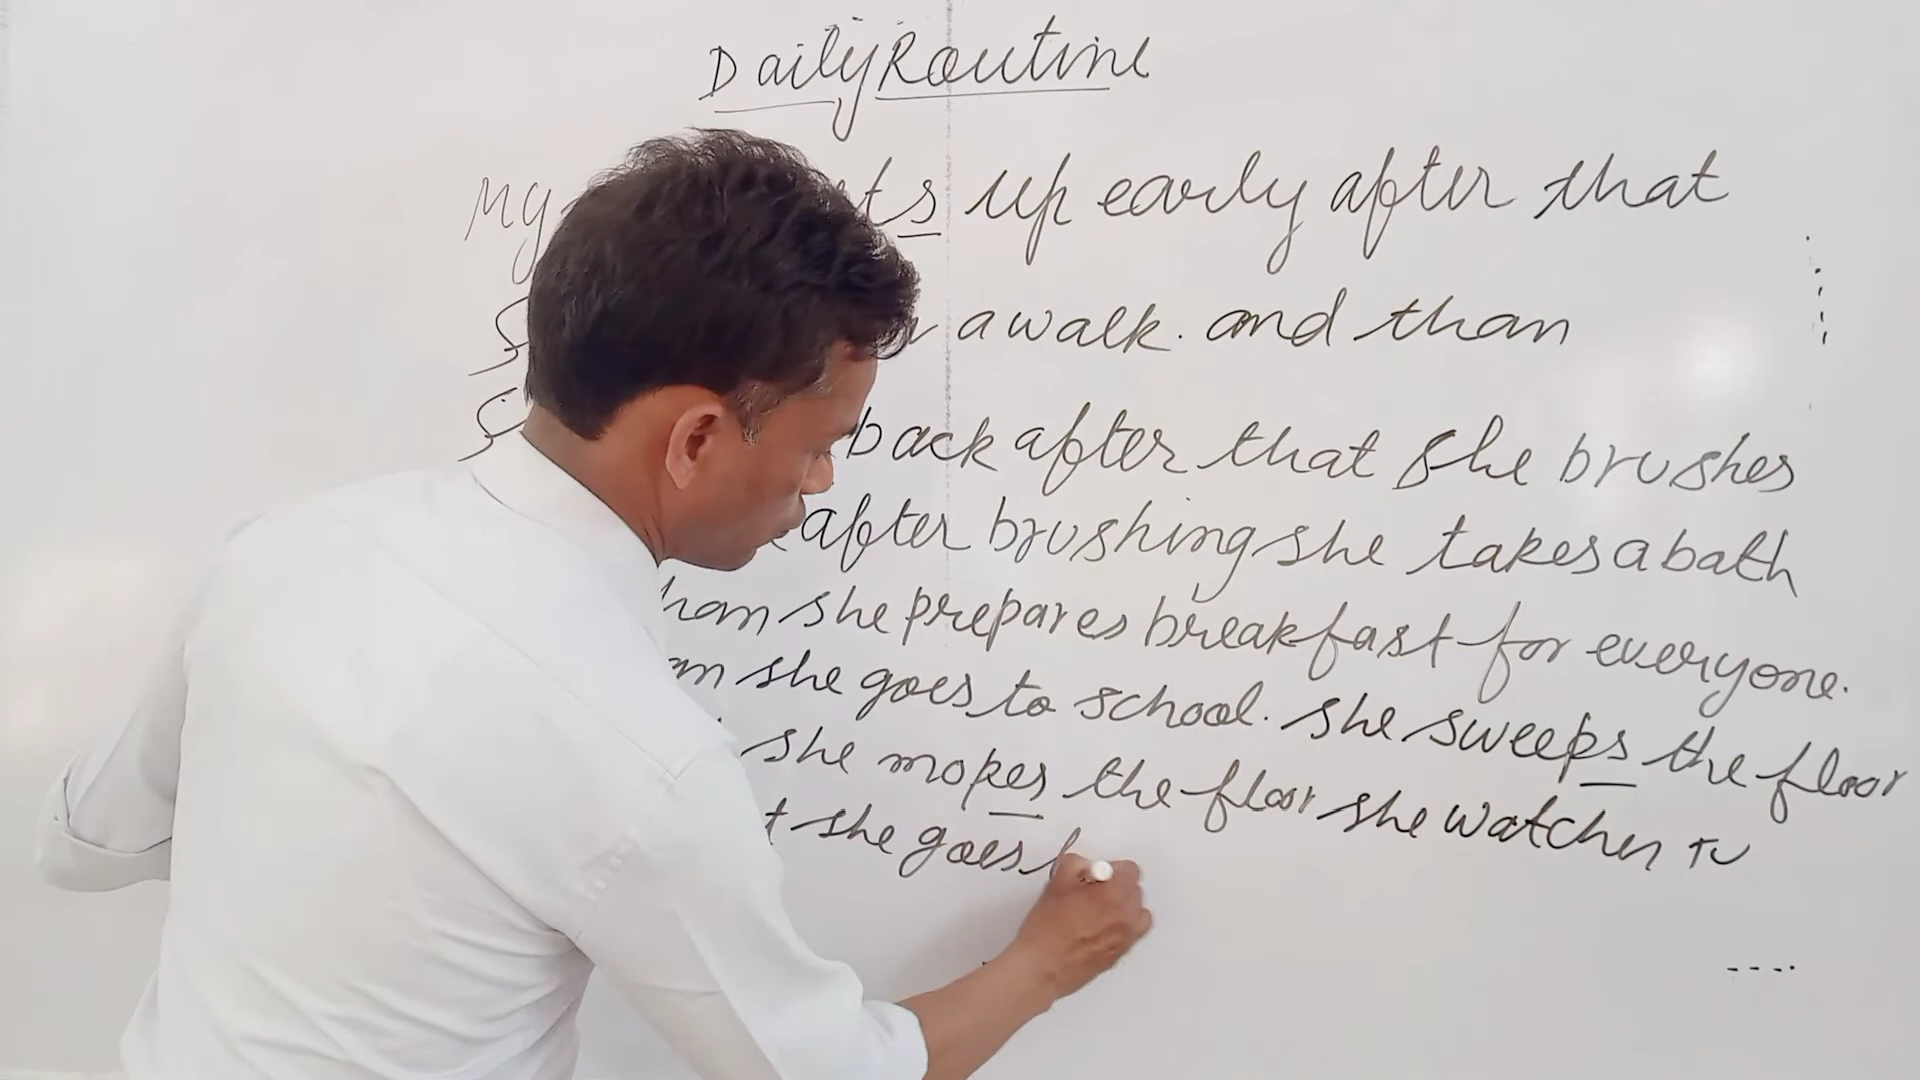 Daily Routine
My up early after that
a walk. and than
back after that she brushes
after brushing she takes a bath
she prepares breakfast for everyone.
she goes to school. she sweeps the floor
she mopes the floor she watches TV
she goes